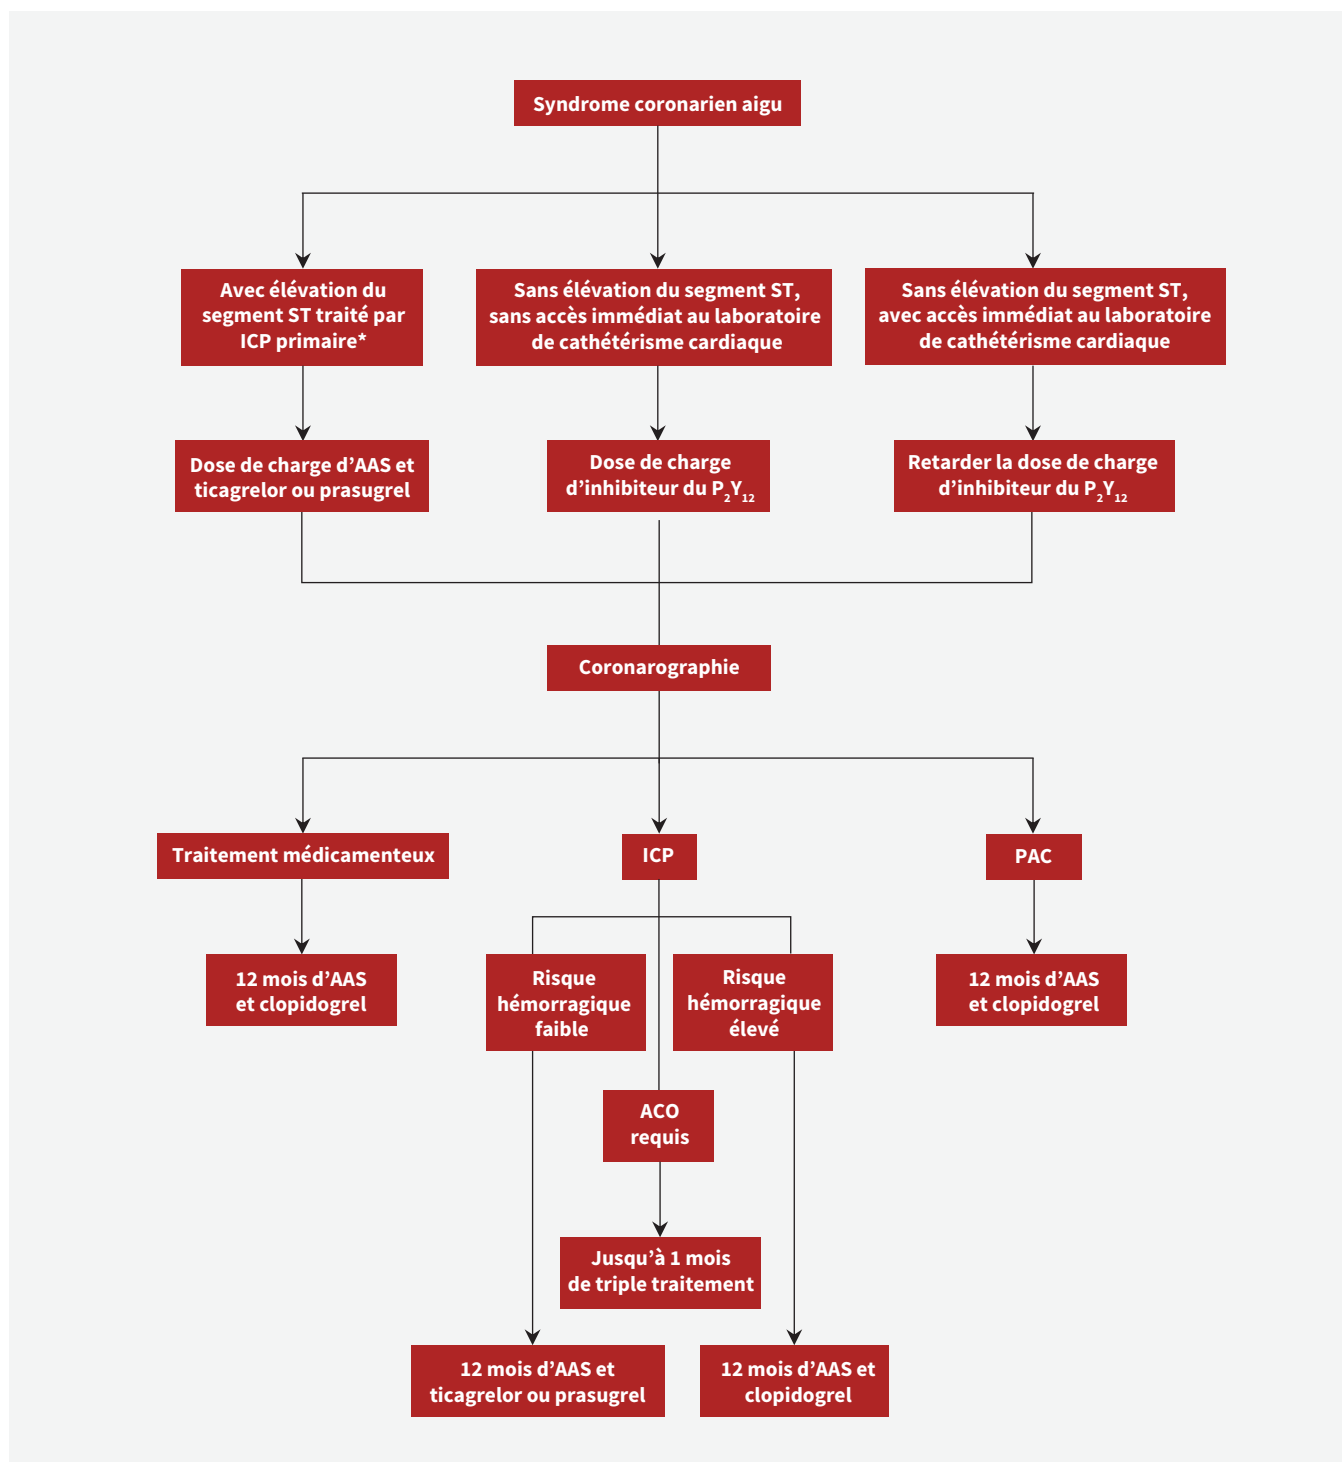 Syndrome coronarien aigu
Avec élévation du
segment ST traité par
ICP primaire*
Sans élévation du segment ST,
sans accès immédiat au laboratoire
de cathétérisme cardiaque
Sans élévation du segment ST,
avec accès immédiat au laboratoire
de cathétérisme cardiaque
Dose de charge d’AAS et
ticagrelor ou prasugrel
Dose de charge
d’inhibiteur du P₂Y₁₂
Retarder la dose de charge
d’inhibiteur du P₂Y₁₂
Coronarographie
Traitement médicamenteux
ICP
PAC
12 mois d’AAS
et clopidogrel
Risque
hémorragique
faible
Risque
hémorragique
élevé
12 mois d’AAS
et clopidogrel
ACO
requis
Jusqu’à 1 mois
de triple traitement
12 mois d’AAS et
ticagrelor ou prasugrel
12 mois d’AAS et
clopidogrel